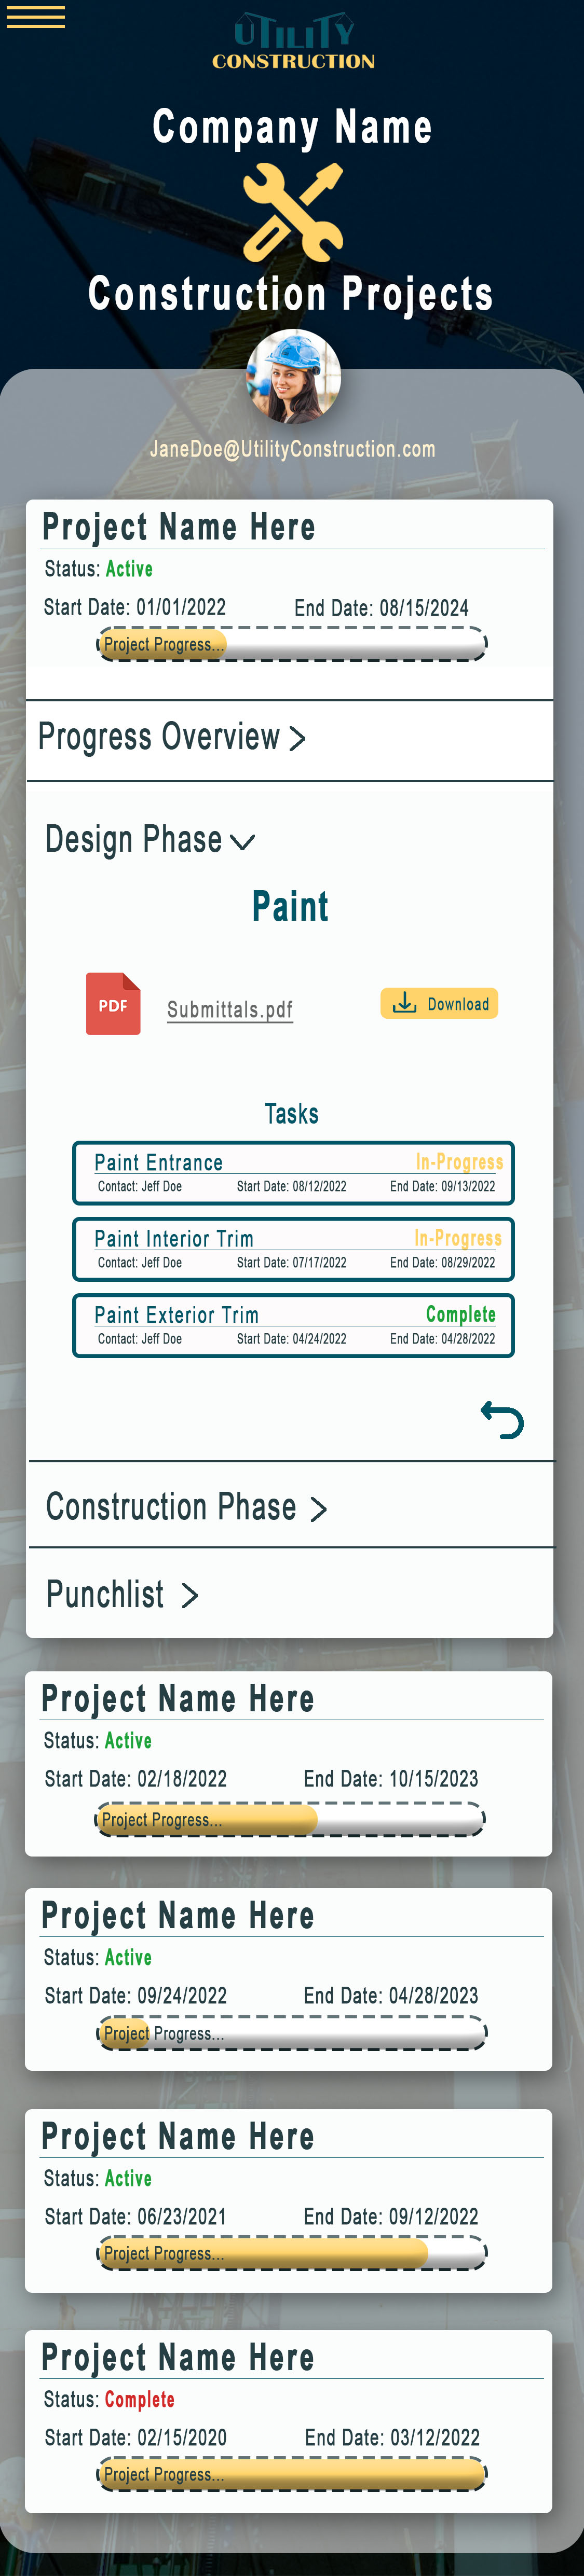 UTILITY
CONSTRUCTION
Company Name
Construction Projects
JaneDoe@UtilityConstruction.com
Project Name Here
Status: Active
Start Date: 01/01/2022 End Date: 08/15/2024
Project Progress...
Progress Overview >
Design Phase
Paint
PDF Submittals.pdf Download
Tasks
Paint Entrance In-Progress
Contact: Jeff Doe Start Date: 08/12/2022 End Date: 09/13/2022
Paint Interior Trim In-Progress
Contact: Jeff Doe Start Date: 07/17/2022 End Date: 08/29/2022
Paint Exterior Trim Complete
Contact: Jeff Doe Start Date: 04/24/2022 End Date: 04/28/2022
Construction Phase >
Punchlist >
Project Name Here
Status: Active
Start Date: 02/18/2022 End Date: 10/15/2023
Project Progress...
Project Name Here
Status: Active
Start Date: 09/24/2022 End Date: 04/28/2023
Project Progress...
Project Name Here
Status: Active
Start Date: 06/23/2021 End Date: 09/12/2022
Project Progress...
Project Name Here
Status: Complete
Start Date: 02/15/2020 End Date: 03/12/2022
Project Progress...